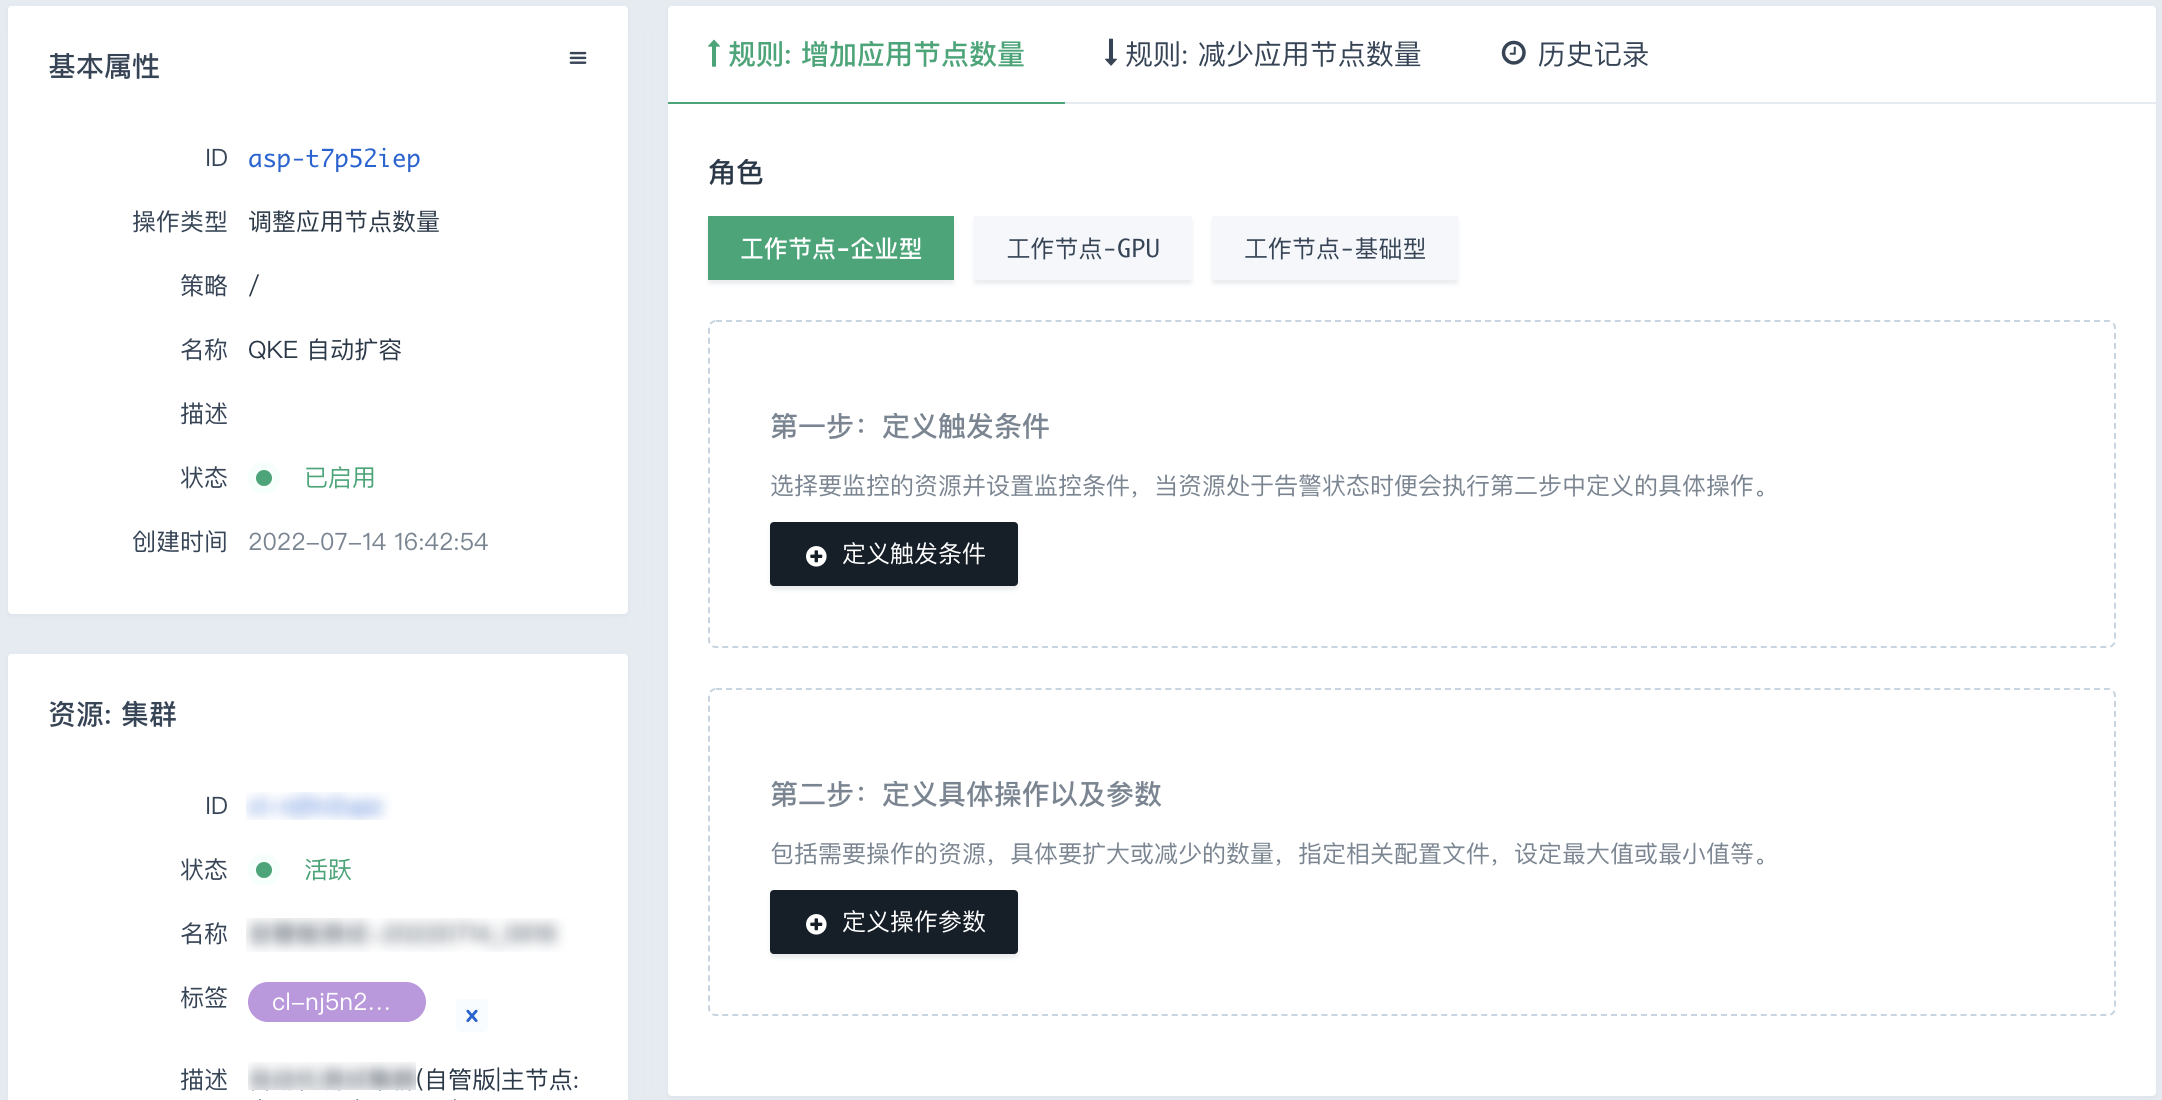 基本属性
ID asp-t7p52iep
操作类型 调整应用节点数量
策略 /
名称 QKE 自动扩容
描述
状态 已启用
创建时间 2022-07-14 16:42:54
资源: 集群
ID
状态 活跃
名称
标签 cl-nj5n2...
描述 (自管版|主节点:
规则: 增加应用节点数量
规则: 减少应用节点数量
历史记录
角色
工作节点-企业型
工作节点-GPU
工作节点-基础型
第一步：定义触发条件
选择要监控的资源并设置监控条件，当资源处于告警状态时便会执行第二步中定义的具体操作。
定义触发条件
第二步：定义具体操作以及参数
包括需要操作的资源，具体要扩大或减少的数量，指定相关配置文件，设定最大值或最小值等。
定义操作参数